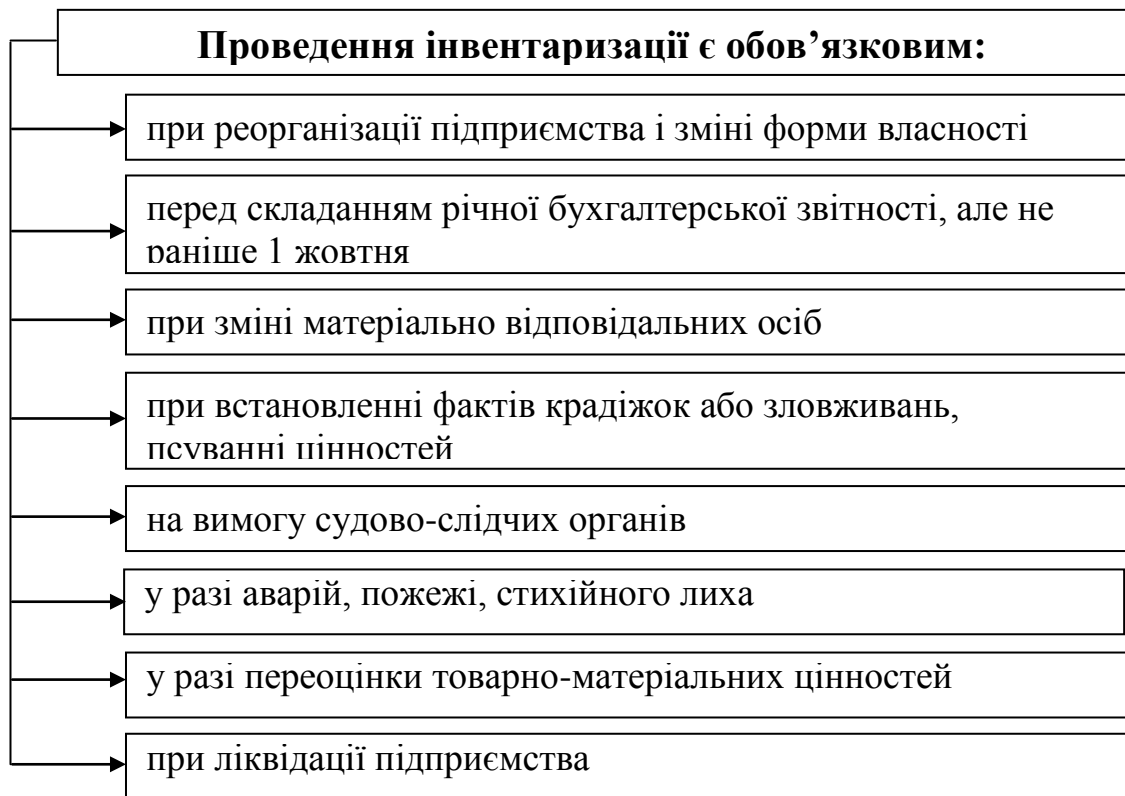 Проведення інвентаризації є обов’язковим:
при реорганізації підприємства і зміні форми власності
перед складанням річної бухгалтерської звітності, але не
раніше 1 жовтня
при зміні матеріально відповідальних осіб
при встановленні фактів крадіжок або зловживань,
псуванні цінностей
на вимогу судово-слідчих органів
у разі аварій, пожежі, стихійного лиха
у разі переоцінки товарно-матеріальних цінностей
при ліквідації підприємства